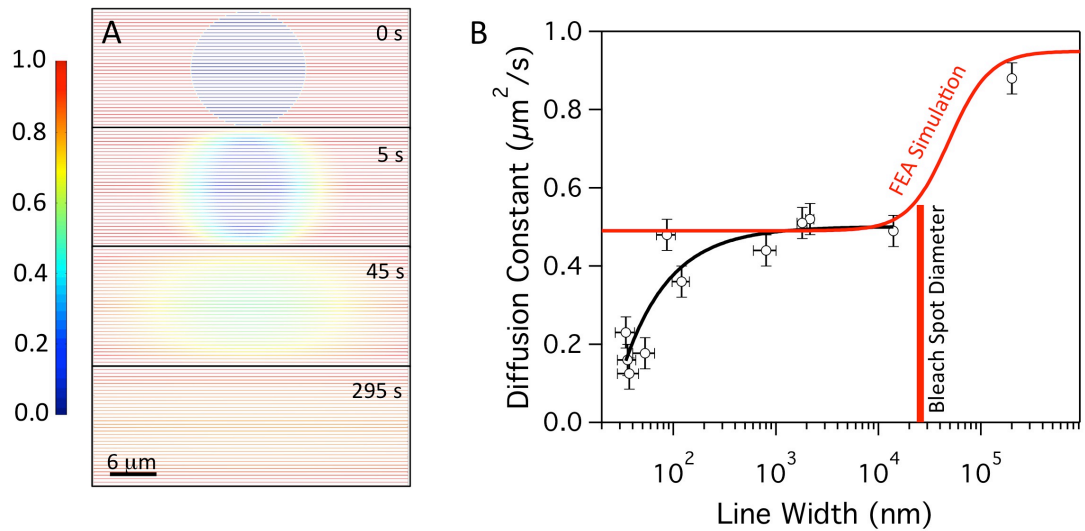 A
0 s
5 s
45 s
295 s
6 μm
1.0
0.8
0.6
0.4
0.2
0.0
B
1.0
0.8
0.6
0.4
0.2
0.0
Diffusion Constant (μm²/s)
FEA Simulation
Bleach Spot Diameter
10² 10³ 10⁴ 10⁵
Line Width (nm)